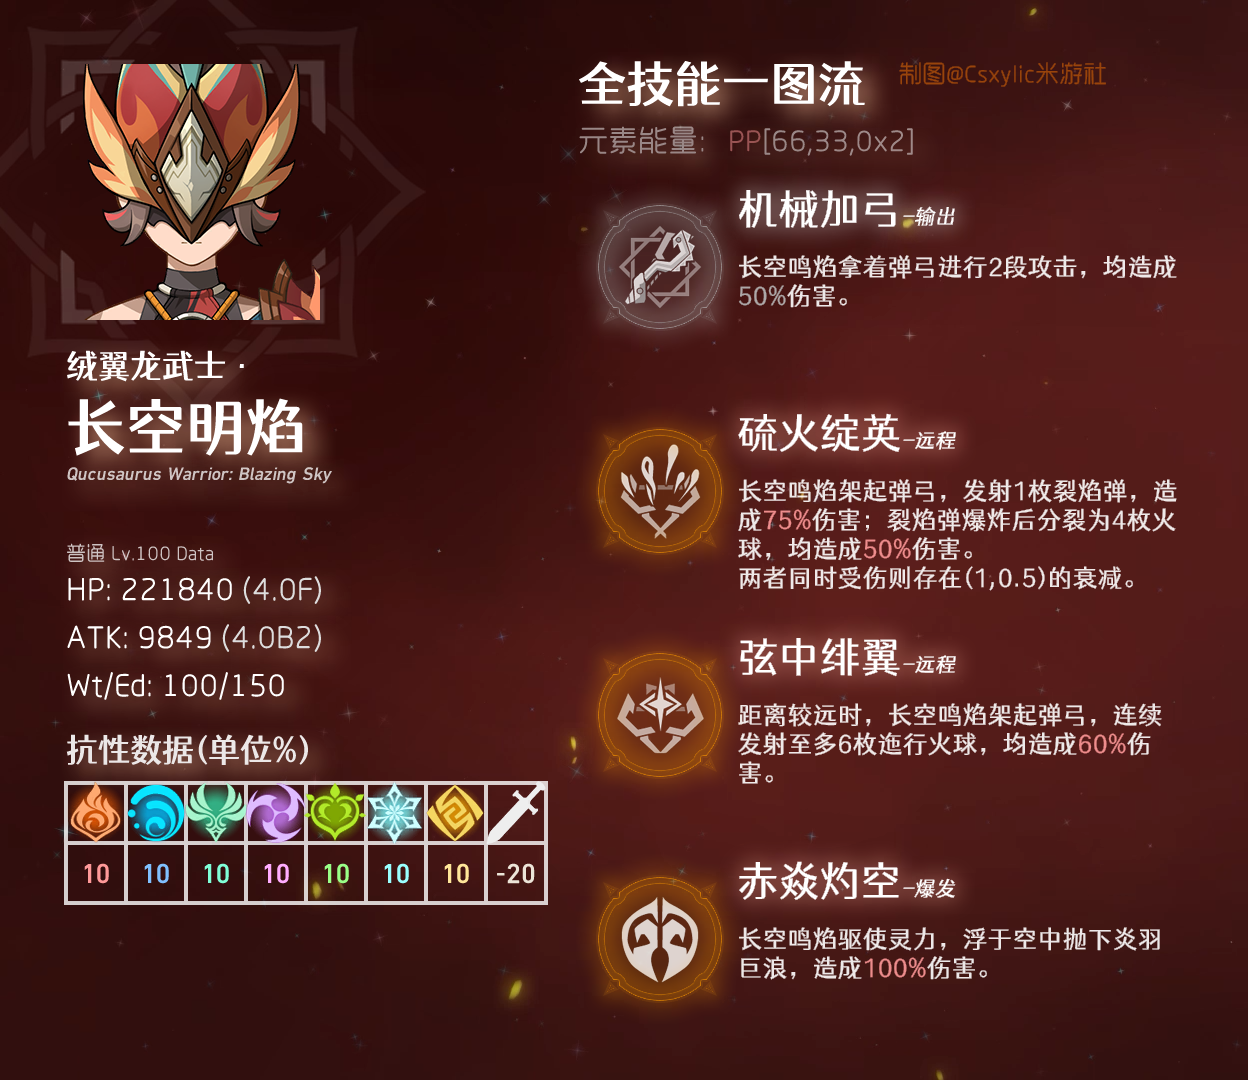 全技能一图流
制图@Csxylic米游社
元素能量：PP[66,33,0x2]
机械加弓-输出
长空鸣焰拿着弹弓进行2段攻击，均造成
50%伤害。
绒翼龙武士·
长空明焰
Qucusaurus Warrior: Blazing Sky
硫火绽英-远程
长空鸣焰架起弹弓，发射1枚裂焰弹，造
成75%伤害；裂焰弹爆炸后分裂为4枚火
球，均造成50%伤害。
两者同时受伤则存在(1,0.5)的衰减。
普通 Lv.100 Data
HP: 221840 (4.0F)
ATK: 9849 (4.0B2)
Wt/Ed: 100/150
弦中绯翼-远程
距离较远时，长空鸣焰架起弹弓，连续
发射至多6枚迤行火球，均造成60%伤
害。
抗性数据(单位%)
10 10 10 10 10 10 10 -20
赤焱灼空-爆发
长空鸣焰驱使灵力，浮于空中抛下炎羽
巨浪，造成100%伤害。